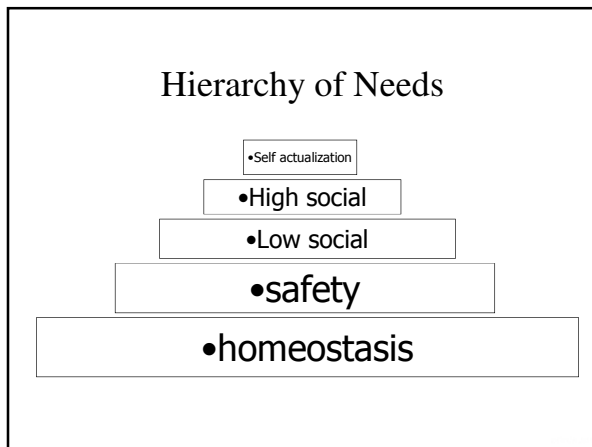 Hierarchy of Needs
•Self actualization
•High social
•Low social
•safety
•homeostasis